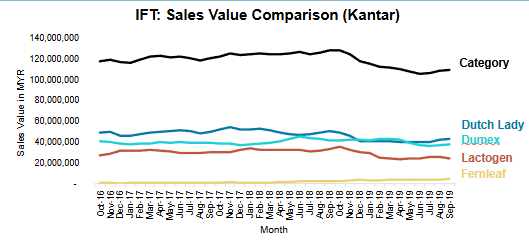 IFT: Sales Value Comparison (Kantar)
140,000,000
120,000,000
100,000,000
80,000,000
60,000,000
40,000,000
20,000,000
-
Sales Value in MYR
Category
Dutch Lady
Dumex
Lactogen
Fernleaf
Oct-16 Nov-16 Dec-16 Jan-17 Feb-17 Mar-17 Apr-17 May-17 Jun-17 Jul-17 Aug-17 Sep-17 Oct-17 Nov-17 Dec-17 Jan-18 Feb-18 Mar-18 Apr-18 May-18 Jun-18 Jul-18 Aug-18 Sep-18 Oct-18 Nov-18 Dec-18 Jan-19 Feb-19 Mar-19 Apr-19 May-19 Jun-19 Jul-19 Aug-19 Sep-19
Month